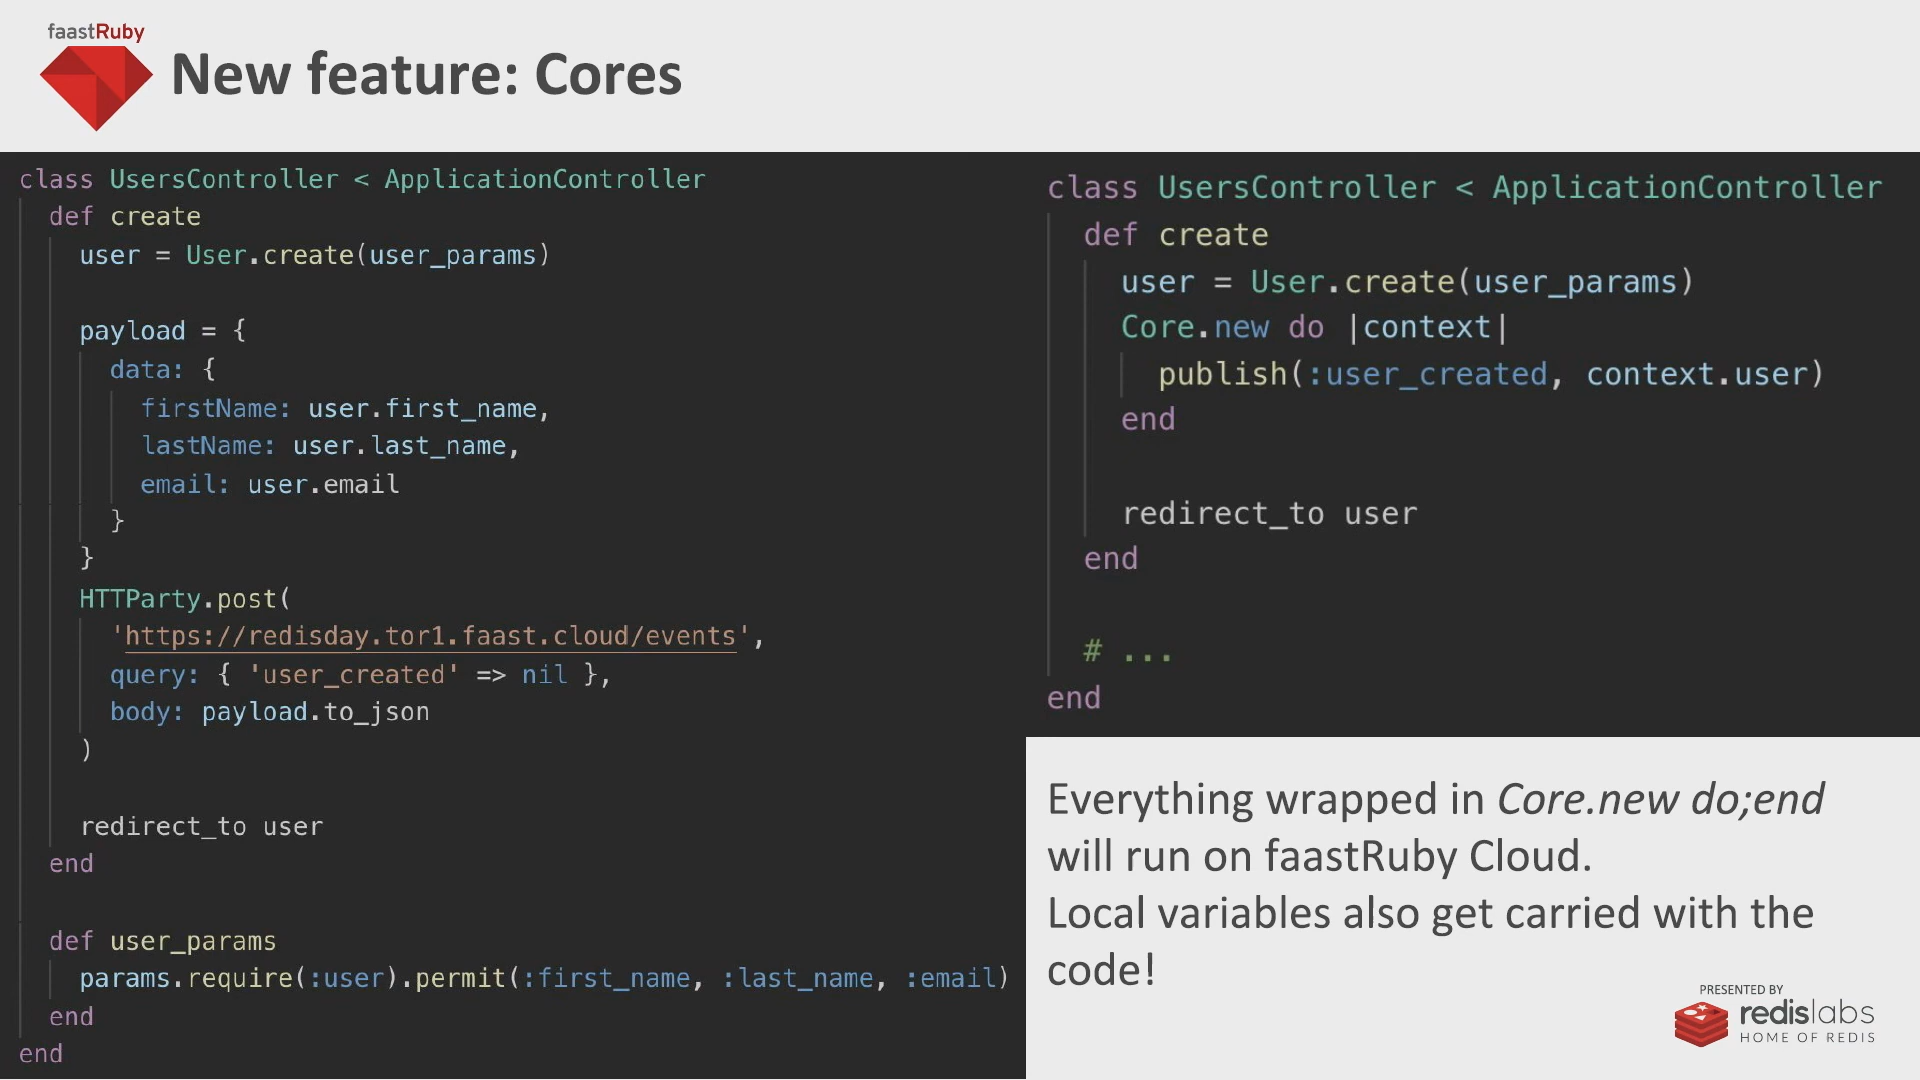 faastRuby
New feature: Cores
class UsersController < ApplicationController
  def create
    user = User.create(user_params)

    payload = {
      data: {
        firstName: user.first_name,
        lastName: user.last_name,
        email: user.email
      }
    }
    HTTParty.post(
      'https://redisday.tor1.faast.cloud/events',
      query: { 'user_created' => nil },
      body: payload.to_json
    )

    redirect_to user
  end

  def user_params
    params.require(:user).permit(:first_name, :last_name, :email)
  end
end
class UsersController < ApplicationController
  def create
    user = User.create(user_params)
    Core.new do |context|
      publish(:user_created, context.user)
    end

    redirect_to user
  end

  # ...
end
Everything wrapped in Core.new do;end
will run on faastRuby Cloud.
Local variables also get carried with the
code!
PRESENTED BY
redislabs
HOME OF REDIS